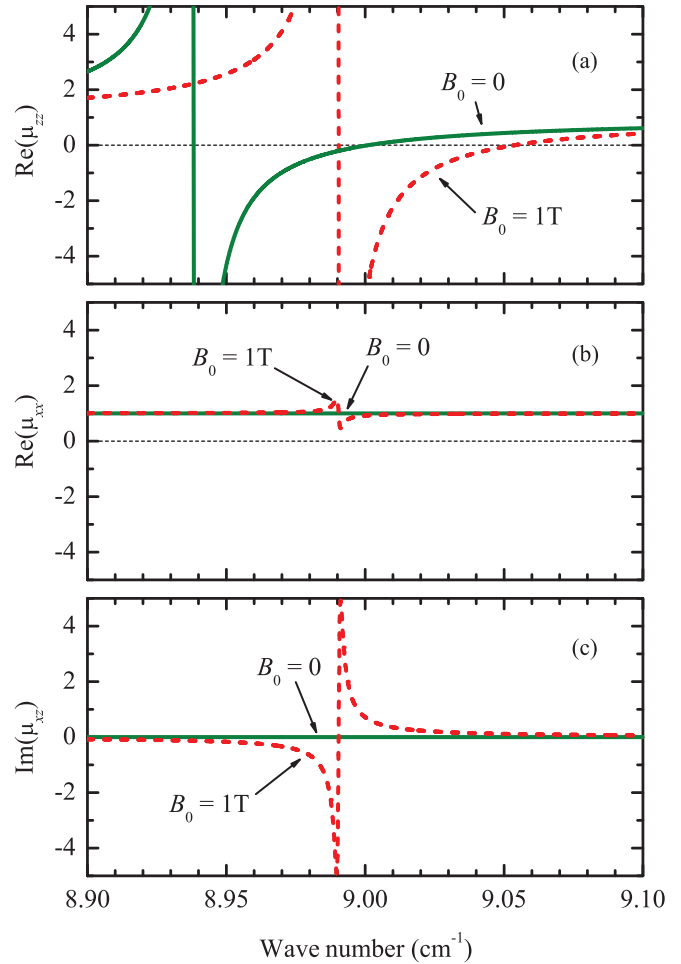 4
2
0
-2
-4
Re(μzz)
(a)
B0 = 0
B0 = 1T
4
2
0
-2
-4
Re(μxx)
(b)
B0 = 1T
B0 = 0
4
2
0
-2
-4
Im(μxz)
(c)
B0 = 0
B0 = 1T
8.90 8.95 9.00 9.05 9.10
Wave number (cm-1)